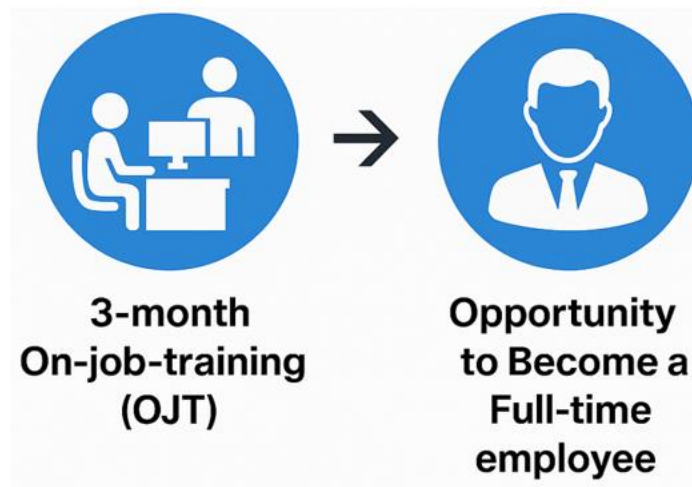 3-month
On-job-training
(OJT)
Opportunity
to Become a
Full-time
employee